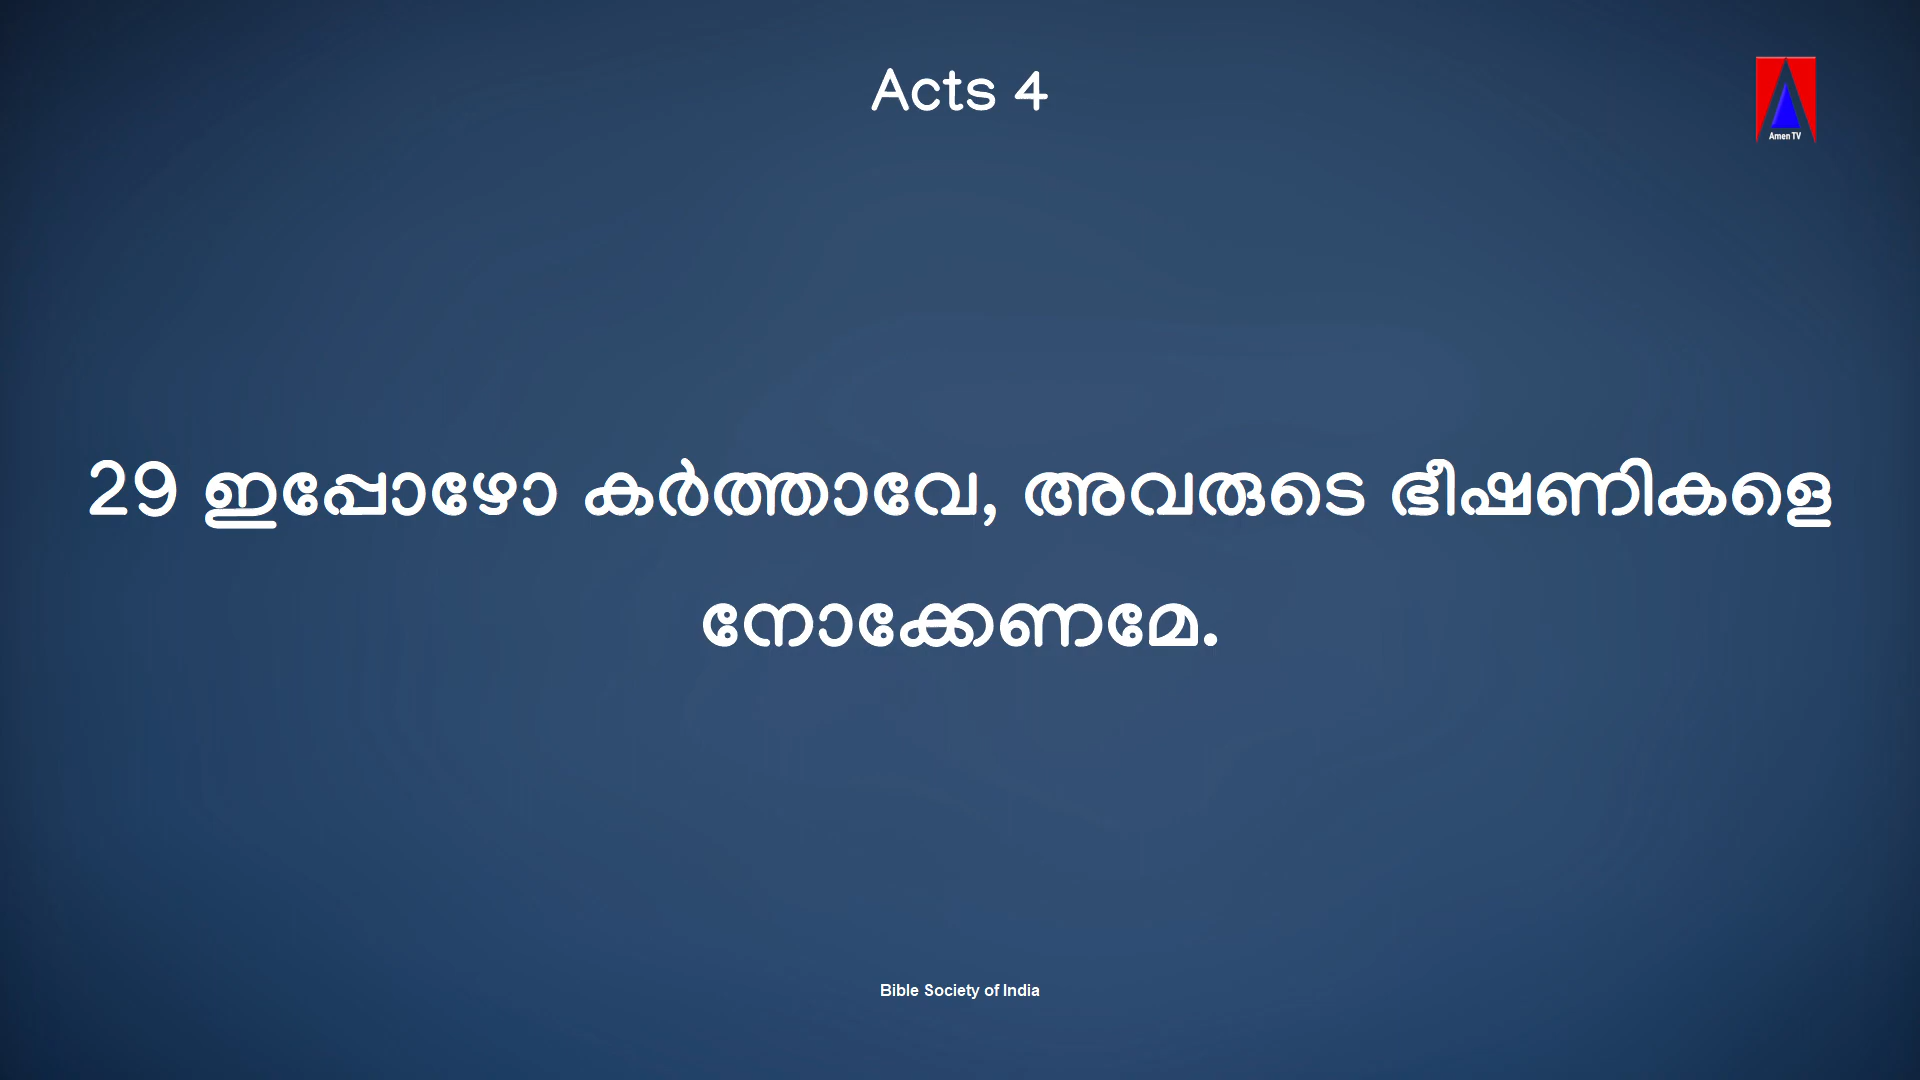 Acts 4
Amen TV
29 ഇപ്പോഴോ കർത്താവേ, അവരുടെ ഭീഷണികളെ
നോക്കേണമേ.
Bible Society of India